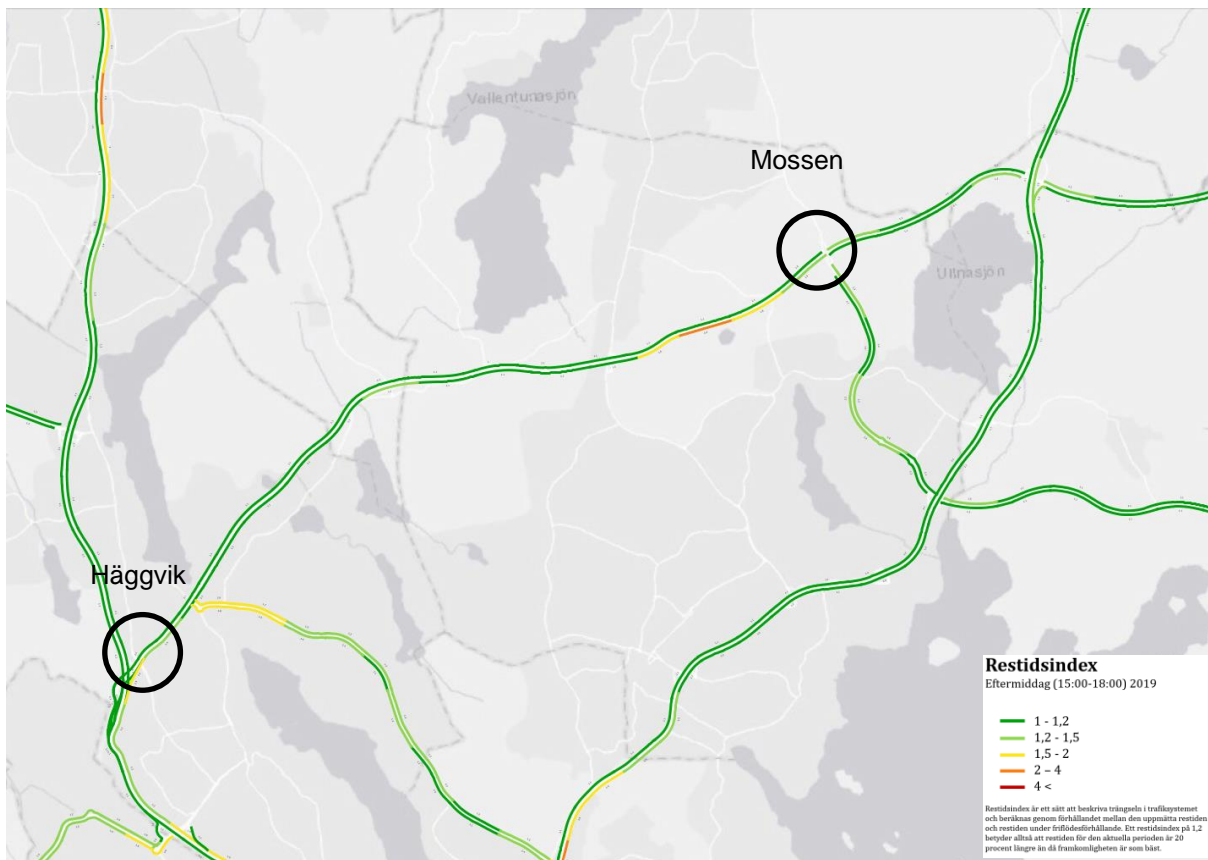 Vallentunasjön
Mossen
Ullnasjön
Häggvik
Restidsindex
Eftermiddag (15:00-18:00) 2019
1 - 1,2
1,2 - 1,5
1,5 - 2
2 – 4
4 <
Restidsindex är ett sätt att beskriva trängseln i trafiksystemet
och beräknas genom förhållandet mellan den uppmätta restiden
och restiden under friflödesförhållande. Ett restidsindex på 1,2
betyder alltså att restiden för den aktuella perioden är 20
procent längre än då framkomligheten är som bäst.